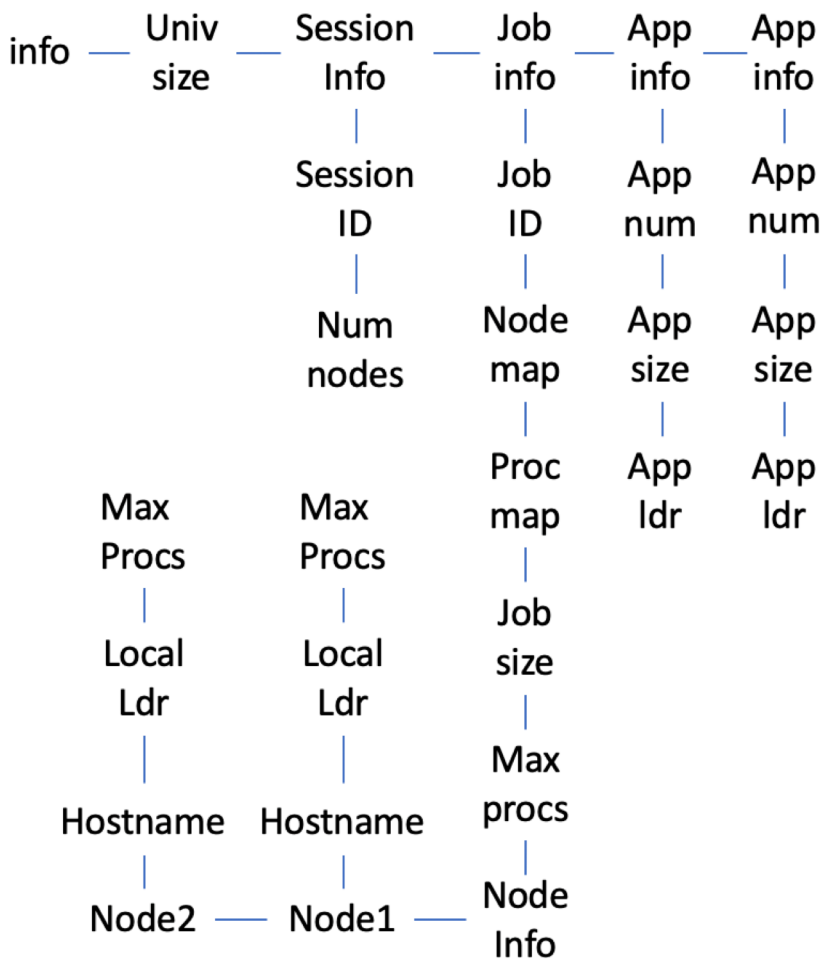 info
Univ
size
Session
Info
Job
info
App
info
App
info
Session
ID
Job
ID
App
num
App
num
Num
nodes
Node
map
App
size
App
size
Max
Procs
Max
Procs
Proc
map
App
ldr
App
ldr
Local
Ldr
Local
Ldr
Job
size
Hostname
Hostname
Max
procs
Node2
Node1
Node
Info